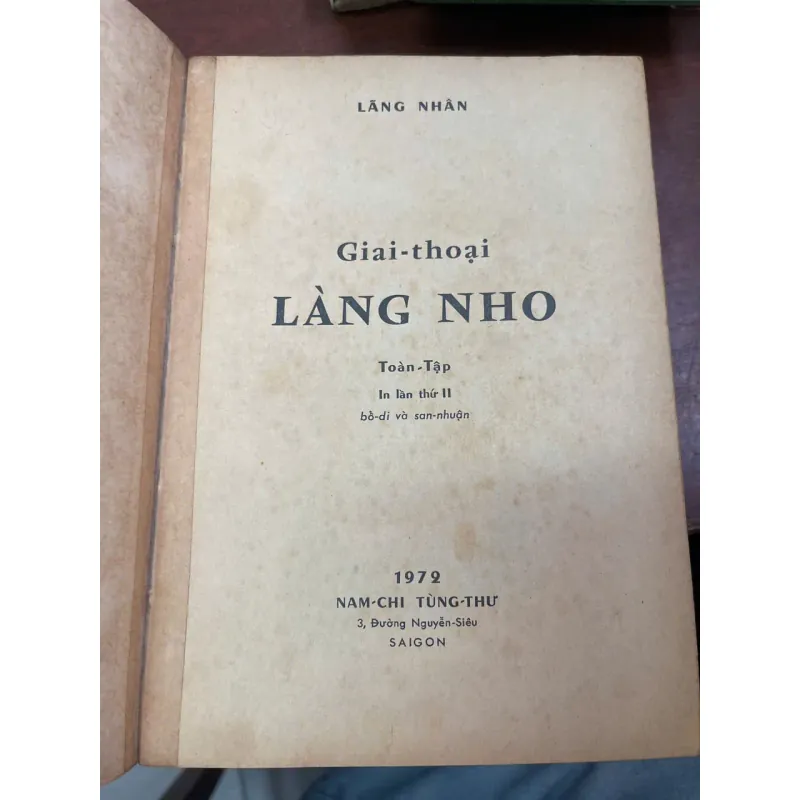 LÃNG NHÂN
Giai-thoại
LÀNG NHO
Toàn-Tập
In lần thứ II
bổ-di và san-nhuận
1972
NAM-CHI TÙNG-THƯ
3, Đường Nguyễn-Siêu
SAIGON